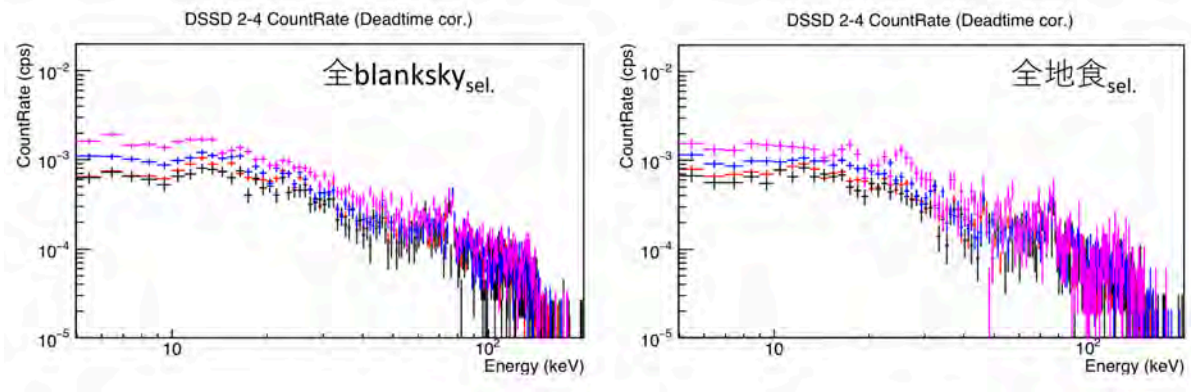 DSSD 2-4 CountRate (Deadtime cor.)
CountRate (cps)
全blanksky sel.
10⁻²
10⁻³
10⁻⁴
10⁻⁵
10
10²
Energy (keV)
DSSD 2-4 CountRate (Deadtime cor.)
CountRate (cps)
全地食 sel.
10⁻²
10⁻³
10⁻⁴
10⁻⁵
10
10²
Energy (keV)